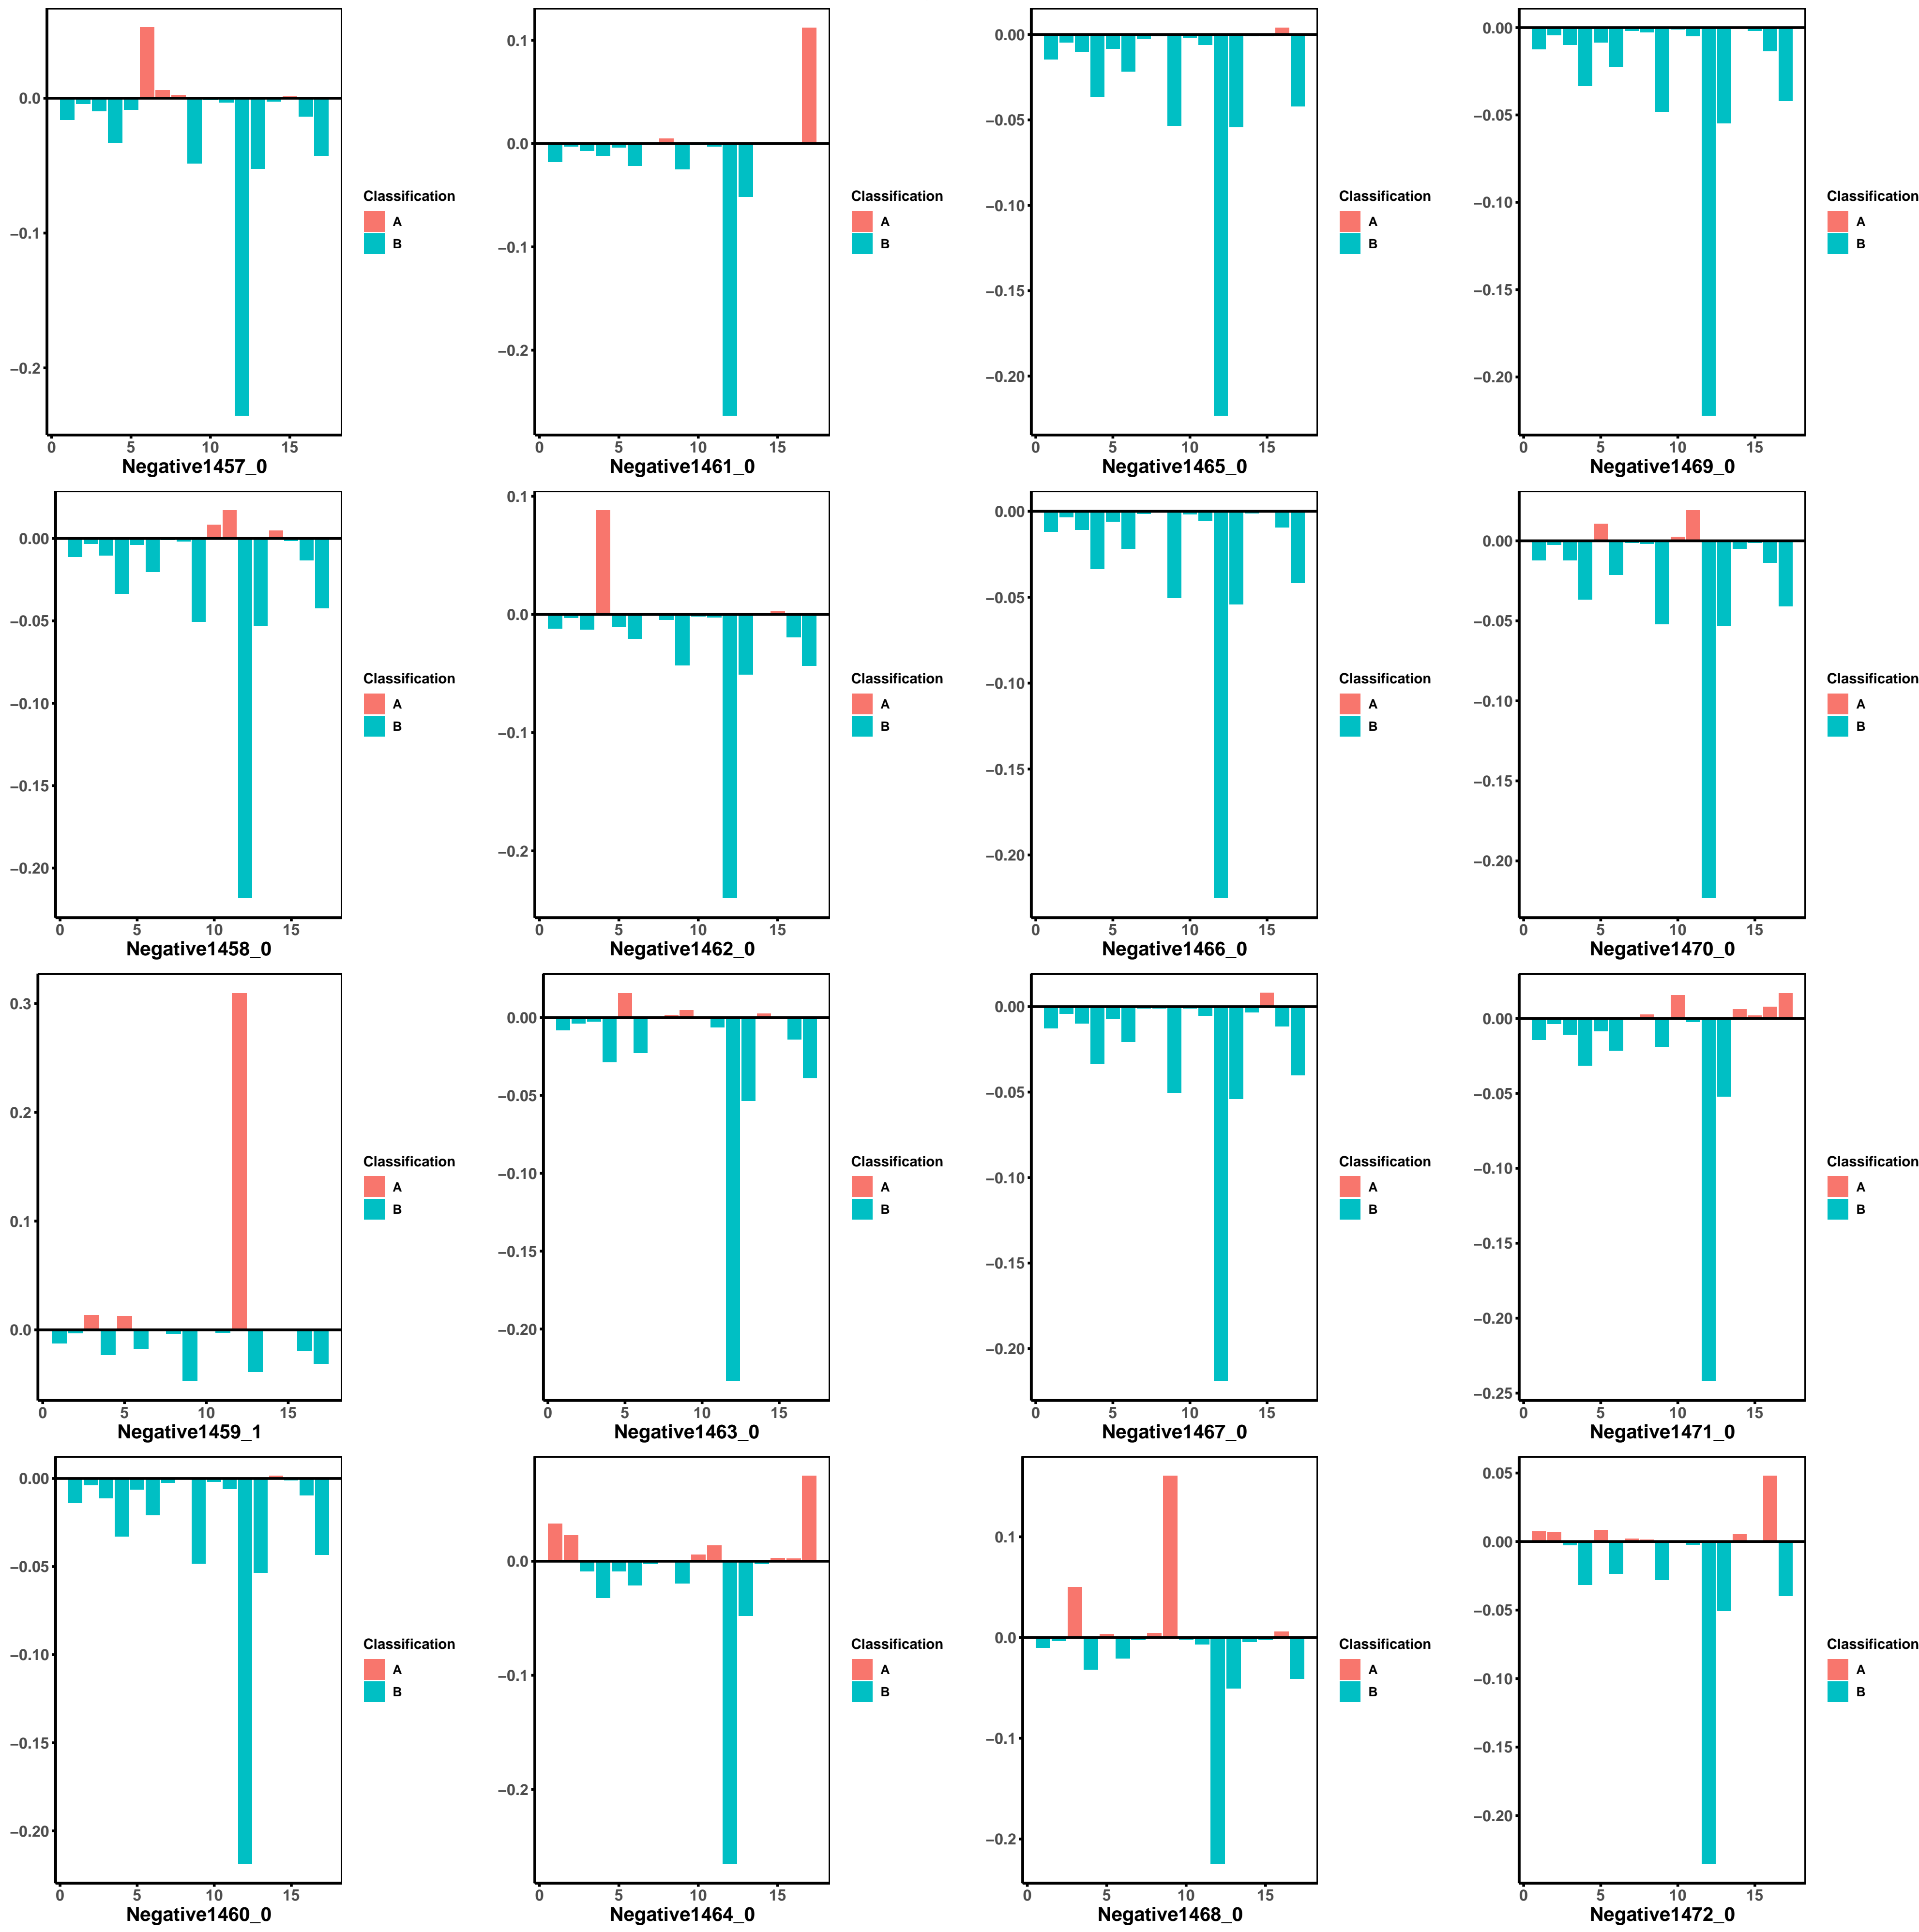 0.0
−0.1
−0.2
Classification
A
B
0 5 10 15
Negative1457_0
0.1
0.0
−0.1
−0.2
Classification
A
B
0 5 10 15
Negative1461_0
0.00
−0.05
−0.10
−0.15
−0.20
Classification
A
B
0 5 10 15
Negative1465_0
0.00
−0.05
−0.10
−0.15
−0.20
Classification
A
B
0 5 10 15
Negative1469_0
0.00
−0.05
−0.10
−0.15
−0.20
Classification
A
B
0 5 10 15
Negative1458_0
0.1
0.0
−0.1
−0.2
Classification
A
B
0 5 10 15
Negative1462_0
0.00
−0.05
−0.10
−0.15
−0.20
Classification
A
B
0 5 10 15
Negative1466_0
0.00
−0.05
−0.10
−0.15
−0.20
Classification
A
B
0 5 10 15
Negative1470_0
0.3
0.2
0.1
0.0
Classification
A
B
0 5 10 15
Negative1459_1
0.00
−0.05
−0.10
−0.15
−0.20
Classification
A
B
0 5 10 15
Negative1463_0
0.00
−0.05
−0.10
−0.15
−0.20
Classification
A
B
0 5 10 15
Negative1467_0
0.00
−0.05
−0.10
−0.15
−0.20
−0.25
Classification
A
B
0 5 10 15
Negative1471_0
0.00
−0.05
−0.10
−0.15
−0.20
Classification
A
B
0 5 10 15
Negative1460_0
0.0
−0.1
−0.2
Classification
A
B
0 5 10 15
Negative1464_0
0.1
0.0
−0.1
−0.2
Classification
A
B
0 5 10 15
Negative1468_0
0.05
0.00
−0.05
−0.10
−0.15
−0.20
Classification
A
B
0 5 10 15
Negative1472_0